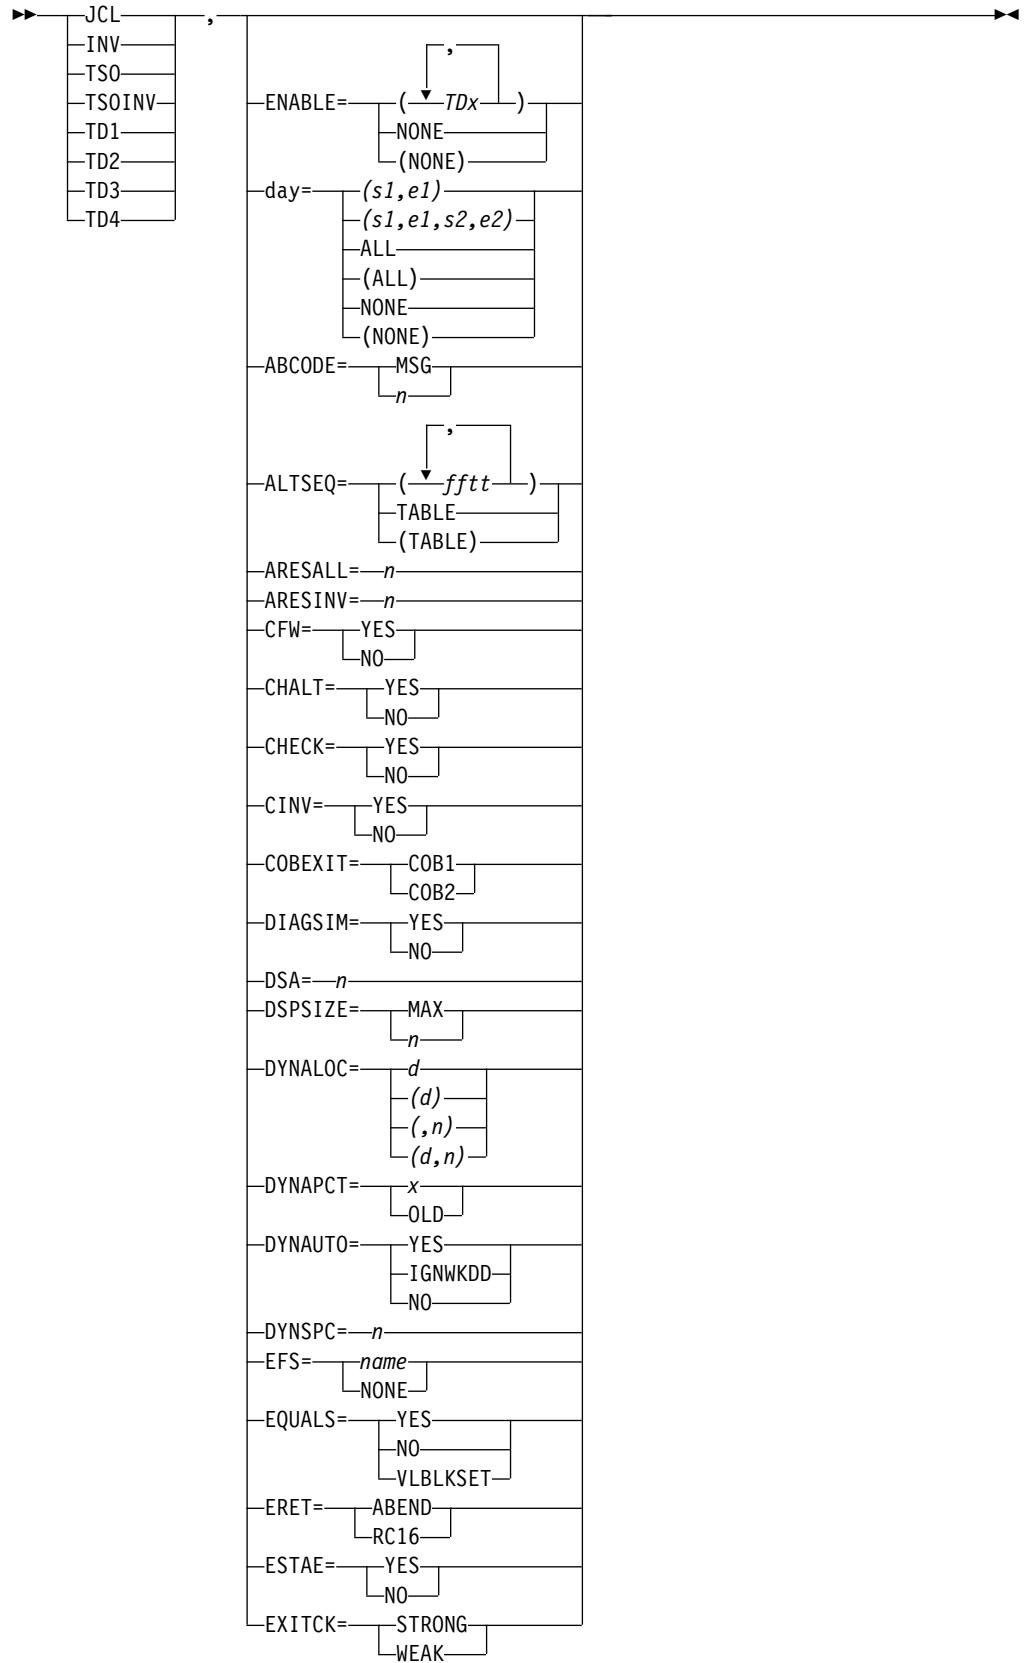 JCL ,
INV
TSO
TSOINV
TD1
TD2
TD3
TD4
,
ENABLE= ( TDx )
NONE
(NONE)
day= (s1,e1)
(s1,e1,s2,e2)
ALL
(ALL)
NONE
(NONE)
ABCODE= MSG
n
,
ALTSEQ= ( fftt )
TABLE
(TABLE)
ARESALL= n
ARESINV= n
CFW= YES
NO
CHALT= YES
NO
CHECK= YES
NO
CINV= YES
NO
COBEXIT= COB1
COB2
DIAGSIM= YES
NO
DSA= n
DSPSIZE= MAX
n
DYNALOC= d
(d)
(,n)
(d,n)
DYNAPCT= x
OLD
DYNAUTO= YES
IGNWKDD
NO
DYNSPC= n
EFS= name
NONE
EQUALS= YES
NO
VLBLKSET
ERET= ABEND
RC16
ESTAE= YES
NO
EXITCK= STRONG
WEAK